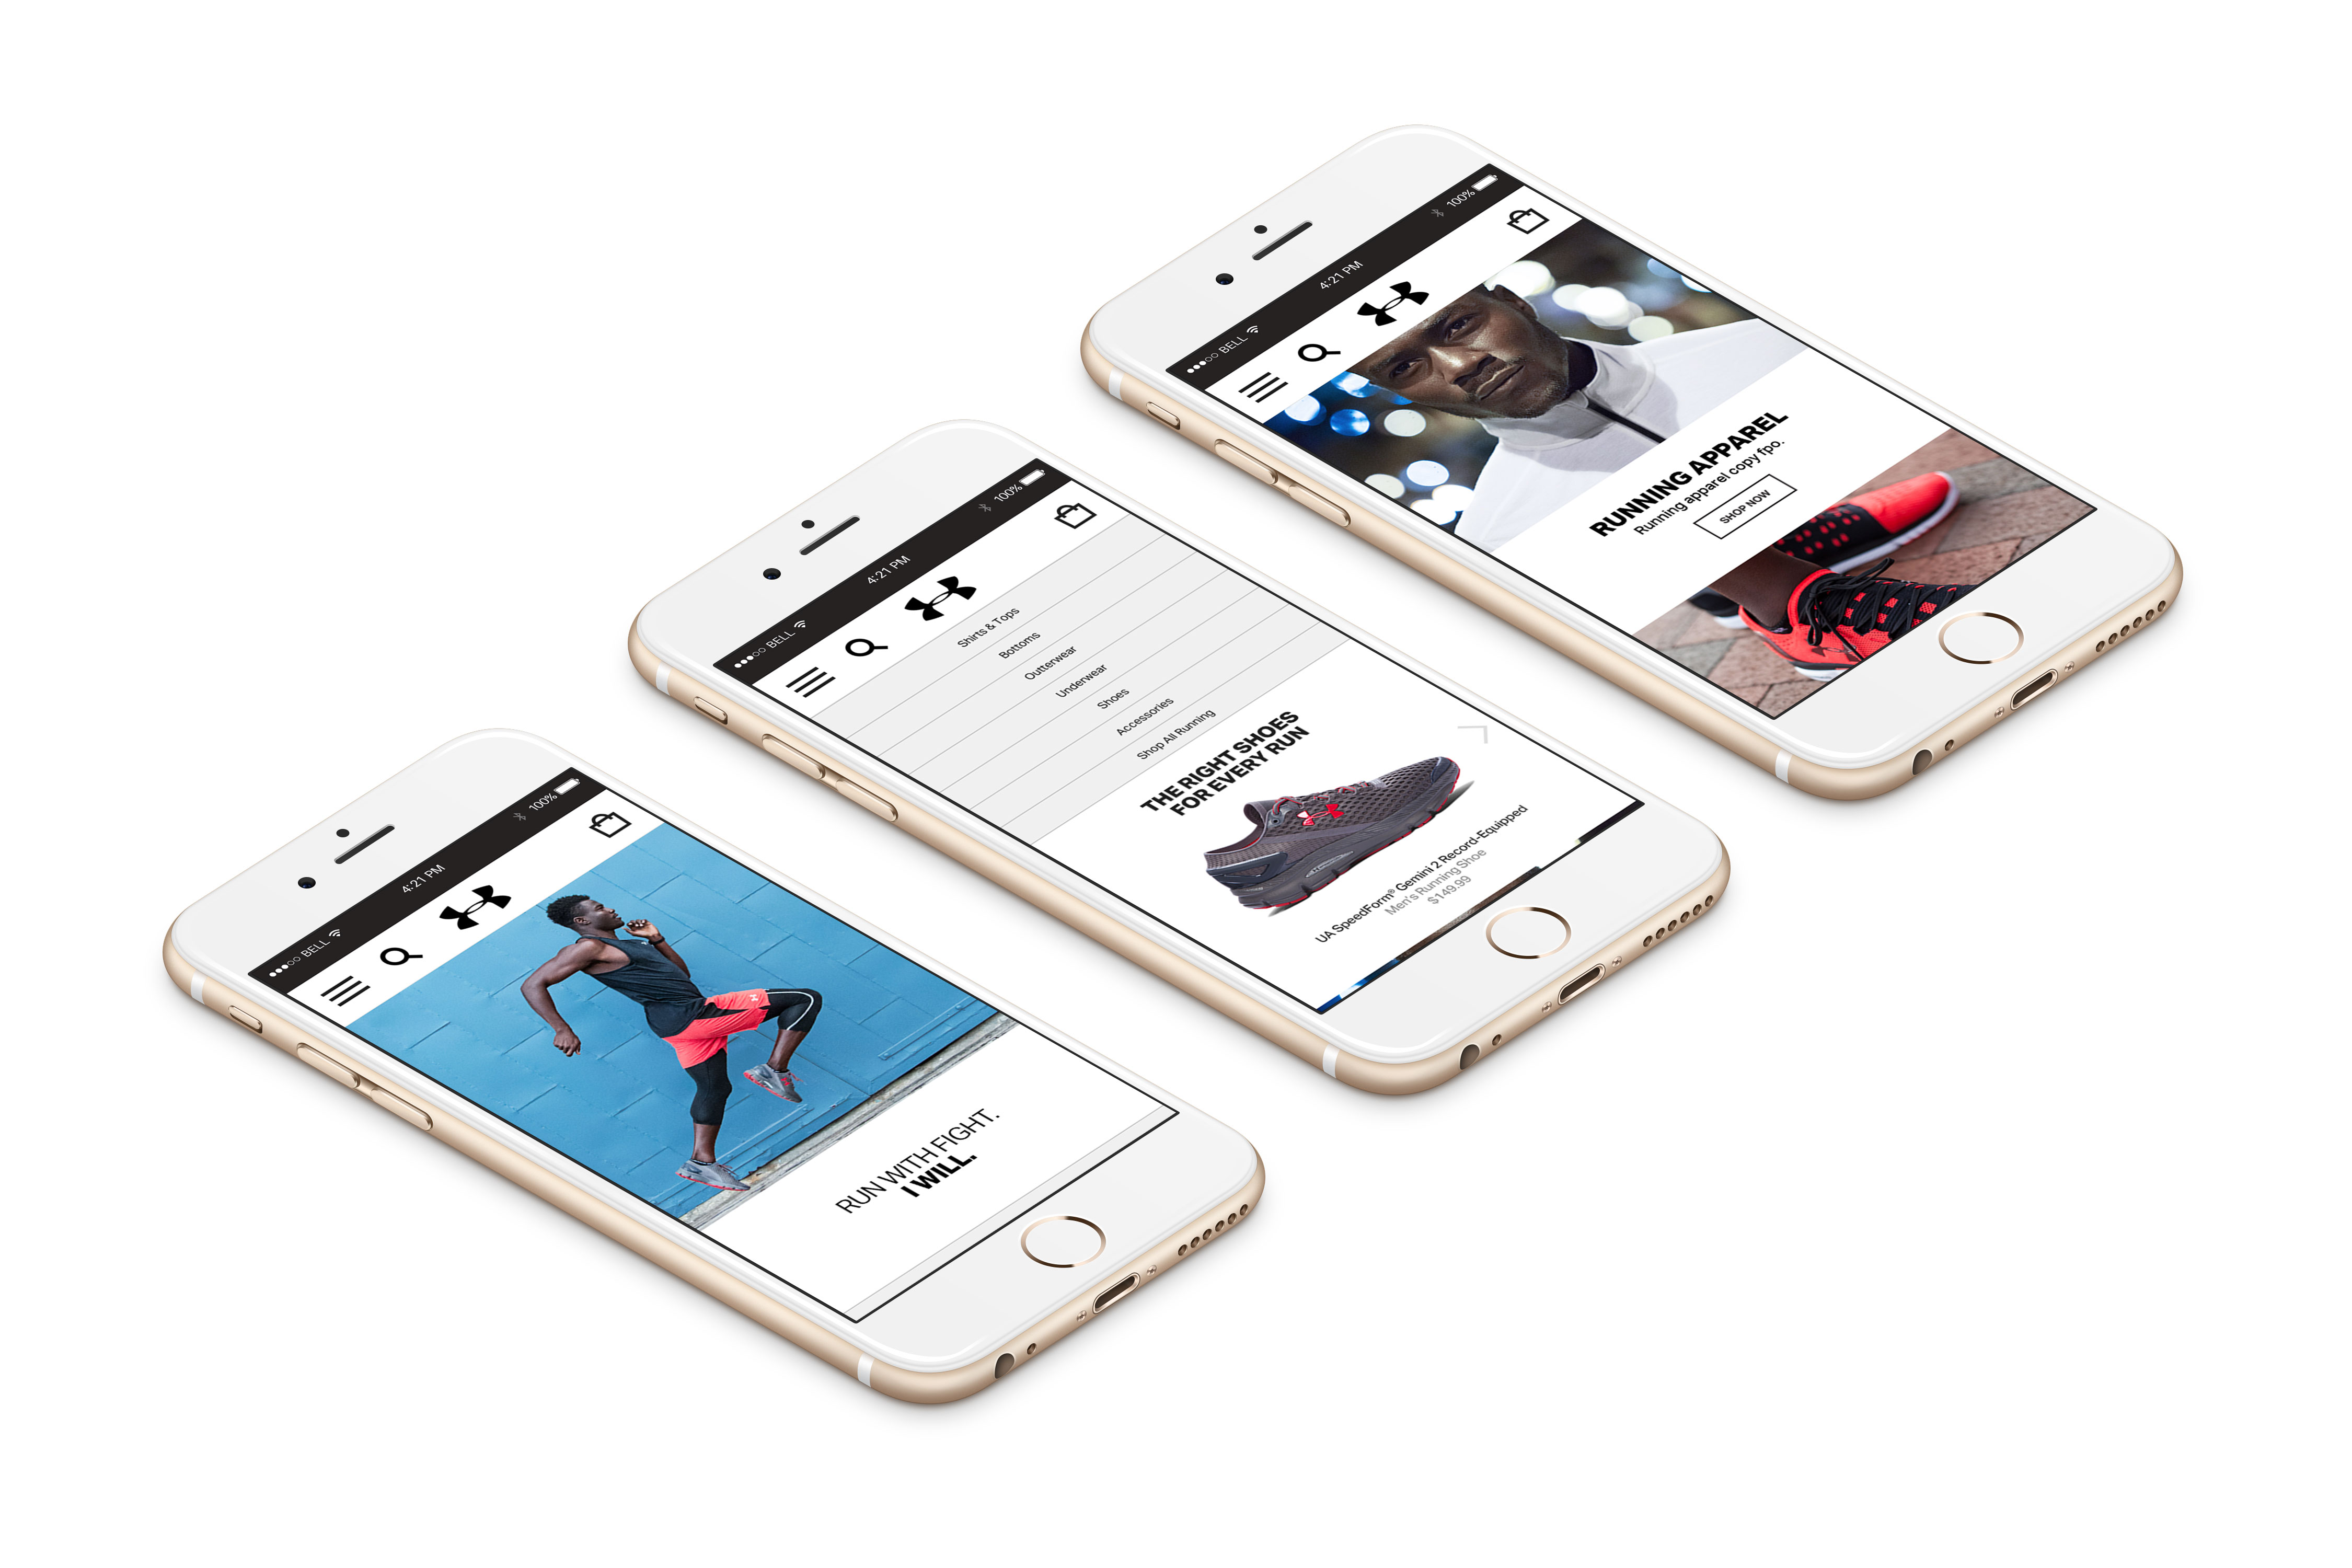 BELL
4:21 PM
100%
RUN WITH FIGHT.
I WILL.
BELL
4:21 PM
100%
Shirts & Tops
Bottoms
Outterwear
Underwear
Shoes
Accessories
Shop All Running
THE RIGHT SHOES
FOR EVERY RUN
UA SpeedForm® Gemini 2 Record-Equipped
Men's Running Shoe
$149.99
BELL
4:21 PM
100%
RUNNING APPAREL
Running apparel copy fpo.
SHOP NOW